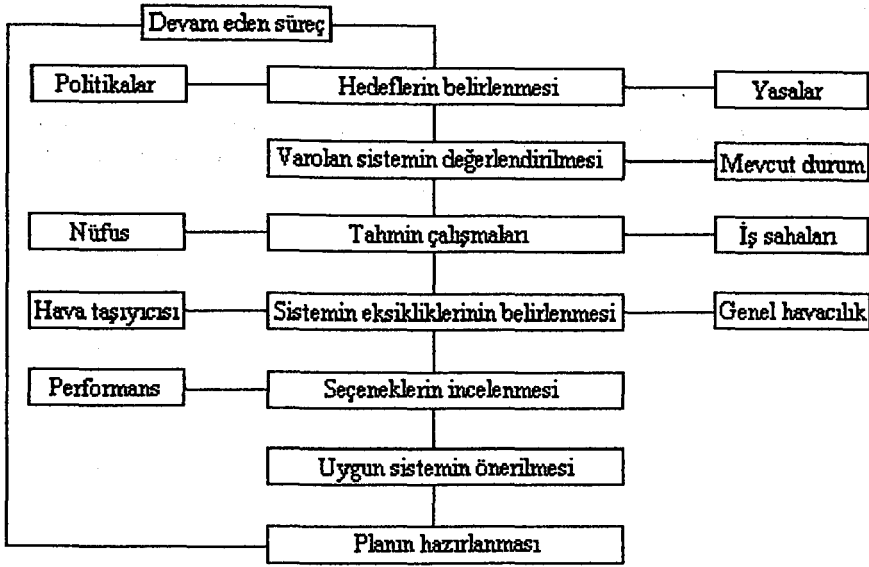 Devam eden süreç
Politikalar
Hedeflerin belirlenmesi
Yasalar
Varolan sistemin değerlendirilmesi
Mevcut durum
Nüfus
Tahmin çalışmaları
İş sahaları
Hava taşıyıcısı
Sistemin eksikliklerinin belirlenmesi
Genel havacılık
Performans
Seçeneklerin incelenmesi
Uygun sistemin önerilmesi
Planın hazırlanması